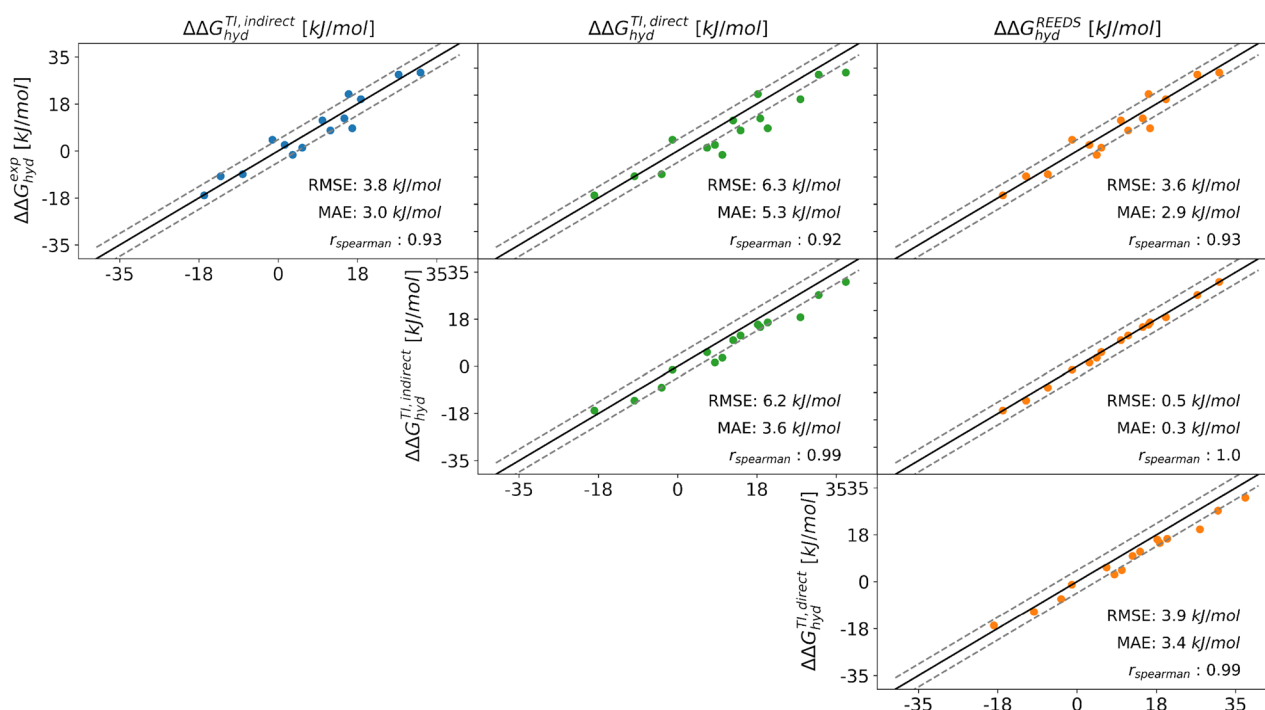 ΔΔG_hyd^TI,indirect [kJ/mol]
ΔΔG_hyd^TI,direct [kJ/mol]
ΔΔG_hyd^REEDS [kJ/mol]
ΔΔG_hyd^exp [kJ/mol]
35
18
0
-18
-35
RMSE: 3.8 kJ/mol
MAE: 3.0 kJ/mol
r_spearman : 0.93
RMSE: 6.3 kJ/mol
MAE: 5.3 kJ/mol
r_spearman : 0.92
RMSE: 3.6 kJ/mol
MAE: 2.9 kJ/mol
r_spearman : 0.93
-35 -18 0 18 35
ΔΔG_hyd^TI,indirect [kJ/mol]
35
18
0
-18
-35
RMSE: 6.2 kJ/mol
MAE: 3.6 kJ/mol
r_spearman : 0.99
RMSE: 0.5 kJ/mol
MAE: 0.3 kJ/mol
r_spearman : 1.0
-35 -18 0 18 35
ΔΔG_hyd^TI,direct [kJ/mol]
35
18
0
-18
-35
RMSE: 3.9 kJ/mol
MAE: 3.4 kJ/mol
r_spearman : 0.99
-35 -18 0 18 35